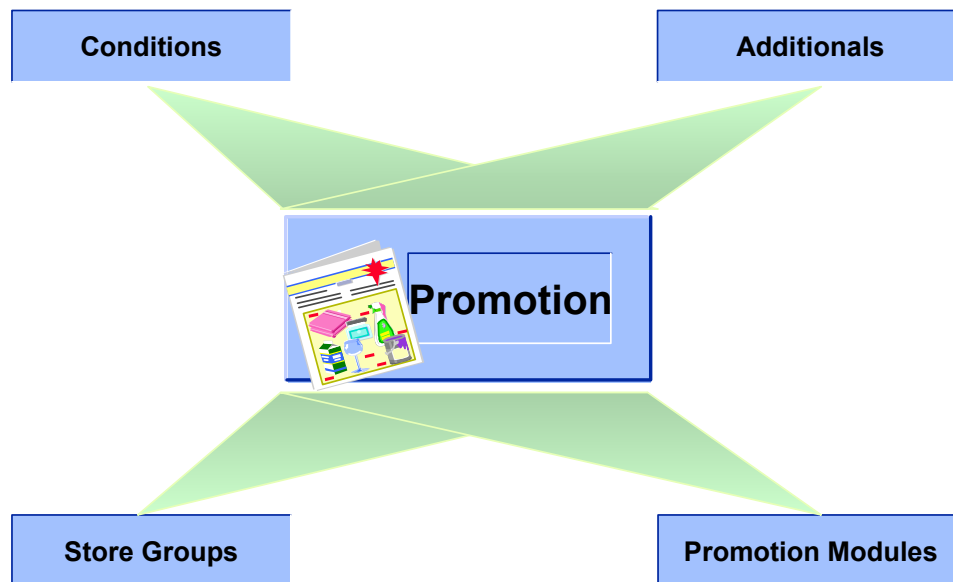 Conditions
Additionals
Promotion
Store Groups
Promotion Modules